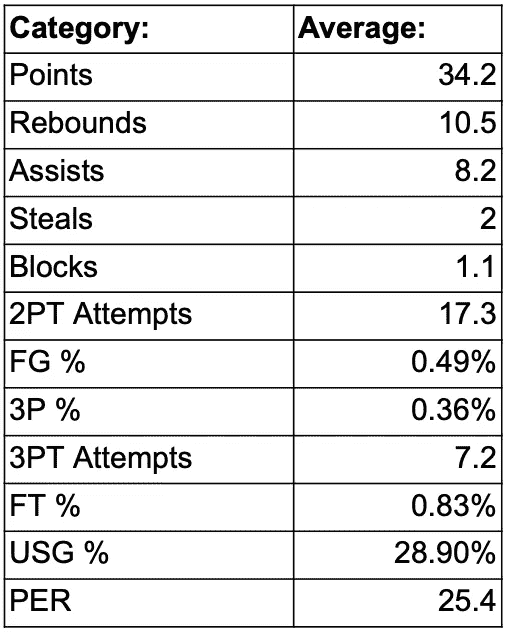 Category: Average:
Points 34.2
Rebounds 10.5
Assists 8.2
Steals 2
Blocks 1.1
2PT Attempts 17.3
FG % 0.49%
3P % 0.36%
3PT Attempts 7.2
FT % 0.83%
USG % 28.90%
PER 25.4